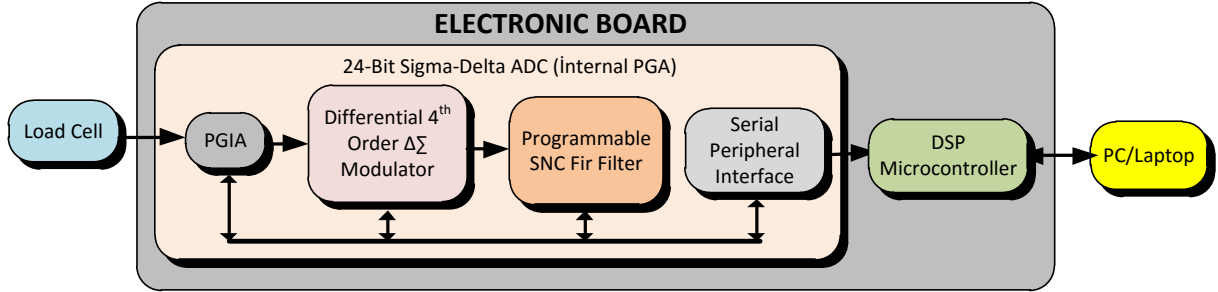 ELECTRONIC BOARD
24-Bit Sigma-Delta ADC (İnternal PGA)
Load Cell
PGIA
Differential 4th
Order Δ∑
Modulator
Programmable
SNC Fir Filter
Serial
Peripheral
Interface
DSP
Microcontroller
PC/Laptop